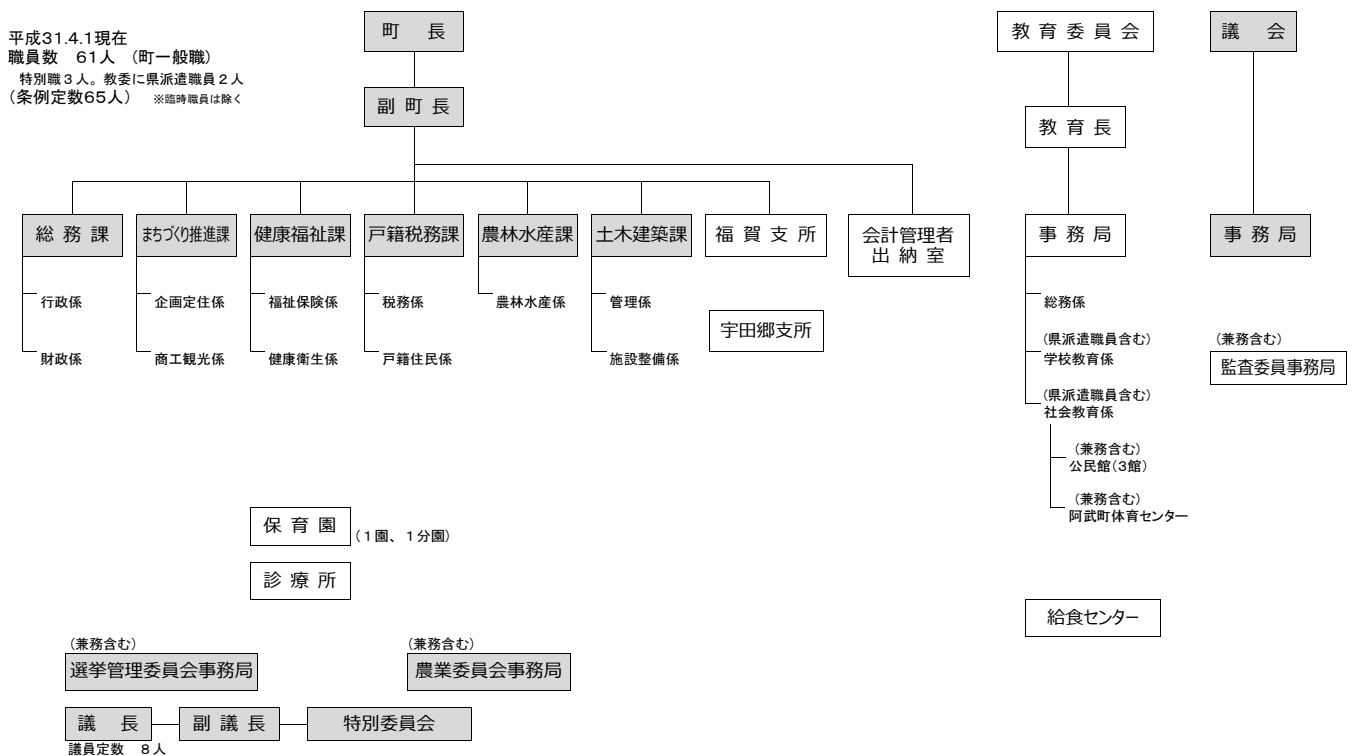 平成31.4.1現在
職員数　61人　（町一般職）
特別職３人。教委に県派遣職員２人
（条例定数65人）　※臨時職員は除く
町　長
副 町 長
教 育 委 員 会
教 育 長
議　会
総 務 課
行政係
財政係
まちづくり推進課
企画定住係
商工観光係
健康福祉課
福祉保険係
健康衛生係
戸籍税務課
税務係
戸籍住民係
農林水産課
農林水産係
土木建築課
管理係
施設整備係
福 賀 支 所
宇田郷支所
会計管理者
出 納 室
事 務 局
総務係
（県派遣職員含む）
学校教育係
（県派遣職員含む）
社会教育係
（兼務含む）
公民館（3館）
（兼務含む）
阿武町体育センター
給食センター
事 務 局
（兼務含む）
監査委員事務局
保 育 園
（１園、１分園）
診 療 所
（兼務含む）
選挙管理委員会事務局
（兼務含む）
農業委員会事務局
議　長
副 議 長
特別委員会
議員定数　８人